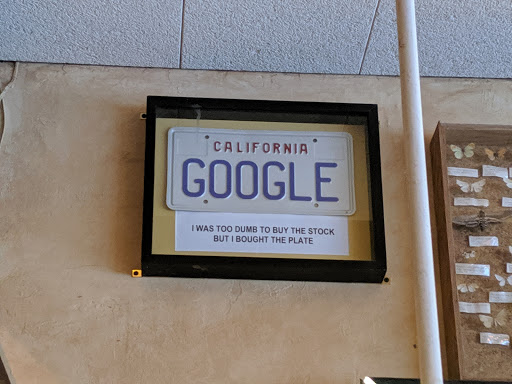 CALIFORNIA
GOOGLE
I WAS TOO DUMB TO BUY THE STOCK
BUT I BOUGHT THE PLATE